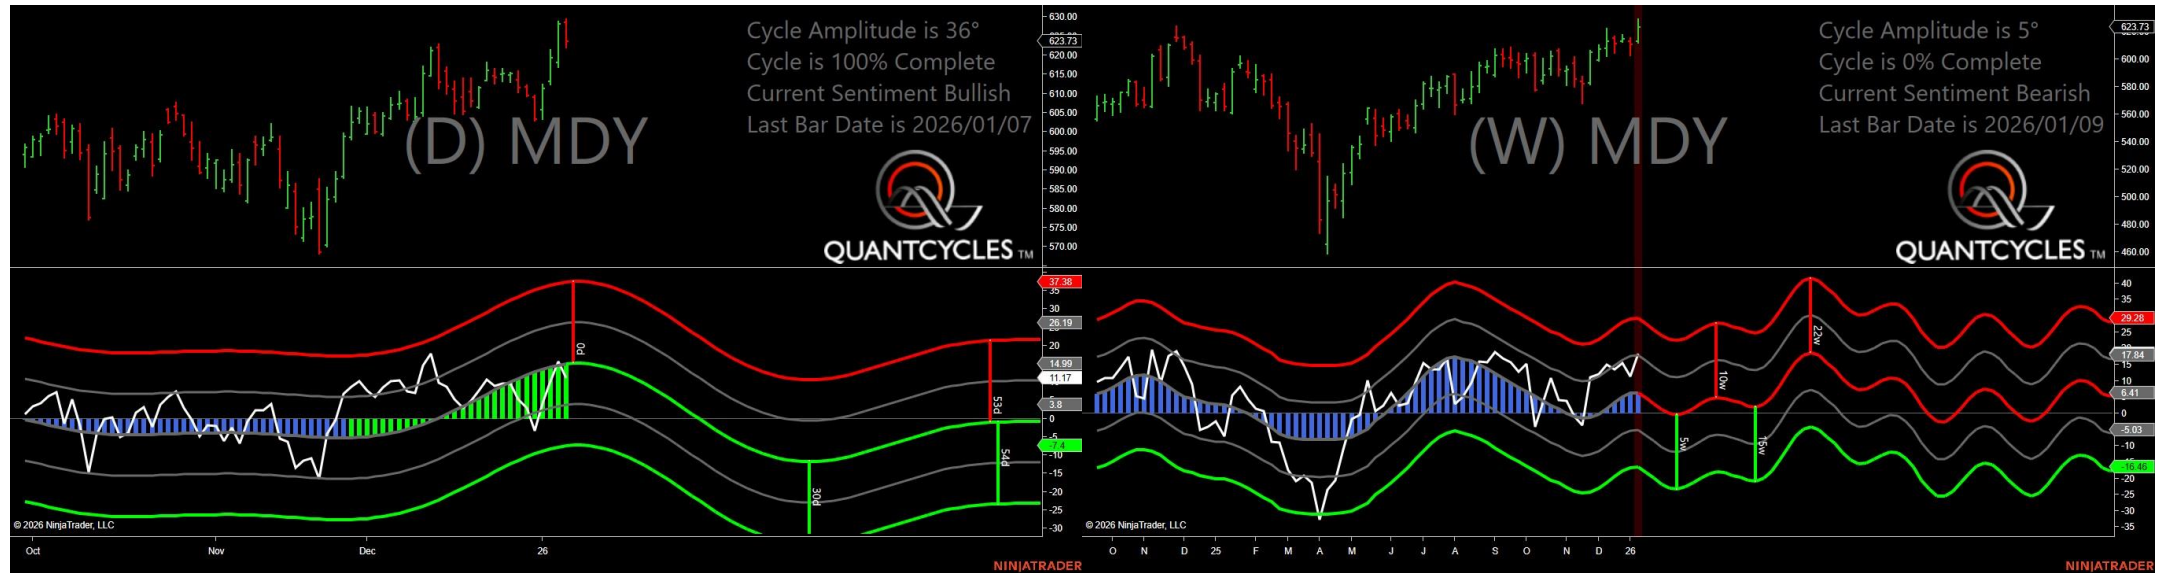 Cycle Amplitude is 36°
Cycle is 100% Complete
Current Sentiment Bullish
Last Bar Date is 2026/01/07
(D) MDY
QUANTCYCLES TM
630.00
623.73
620.00
615.00
610.00
605.00
600.00
595.00
590.00
585.00
580.00
575.00
570.00
37.38
35
30
26.19
20
14.99
11.17
3.8
0
-5
-7.4
-10
-15
-20
-25
-30
0d
30d
53d
54d
© 2026 NinjaTrader, LLC
Oct
Nov
Dec
26
NINJATRADER
Cycle Amplitude is 5°
Cycle is 0% Complete
Current Sentiment Bearish
Last Bar Date is 2026/01/09
(W) MDY
QUANTCYCLES TM
623.73
600.00
580.00
560.00
540.00
520.00
500.00
480.00
460.00
40
35
29.28
25
17.84
15
10
6.41
0
-5.03
-10
-16.46
-20
-25
-30
-35
5w
10w
15w
22w
© 2026 NinjaTrader, LLC
O N D 25 F M A M J J A S O N D 26
NINJATRADER